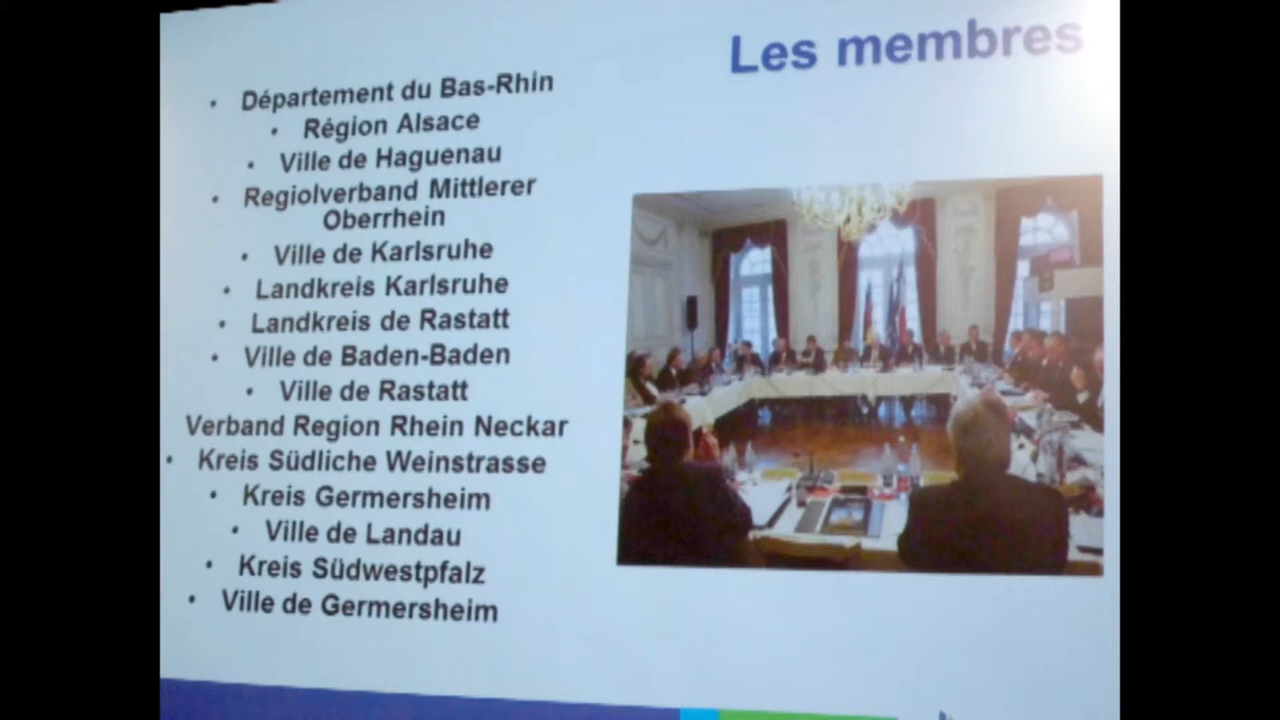 Les membres
• Département du Bas-Rhin
• Région Alsace
• Ville de Haguenau
• Regiolverband Mittlerer
Oberrhein
• Ville de Karlsruhe
• Landkreis Karlsruhe
• Landkreis de Rastatt
• Ville de Baden-Baden
• Ville de Rastatt
Verband Region Rhein Neckar
• Kreis Südliche Weinstrasse
• Kreis Germersheim
• Ville de Landau
• Kreis Südwestpfalz
• Ville de Germersheim